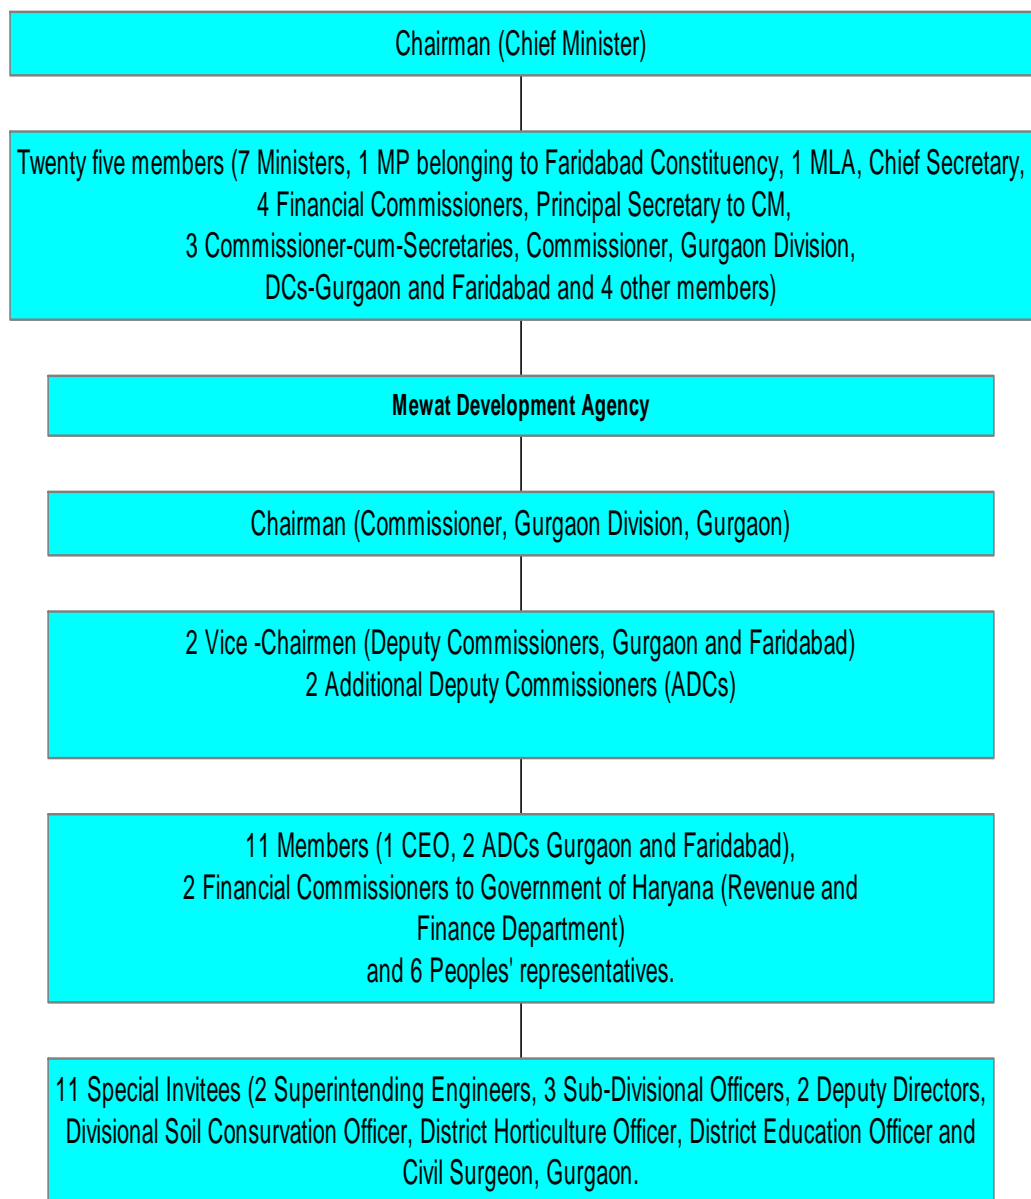 Chairman (Chief Minister)
Twenty five members (7 Ministers, 1 MP belonging to Faridabad Constituency, 1 MLA, Chief Secretary,
4 Financial Commissioners, Principal Secretary to CM,
3 Commissioner-cum-Secretaries, Commissioner, Gurgaon Division,
DCs-Gurgaon and Faridabad and 4 other members)
Mewat Development Agency
Chairman (Commissioner, Gurgaon Division, Gurgaon)
2 Vice -Chairmen (Deputy Commissioners, Gurgaon and Faridabad)
2 Additional Deputy Commissioners (ADCs)
11 Members (1 CEO, 2 ADCs Gurgaon and Faridabad),
2 Financial Commissioners to Government of Haryana (Revenue and
Finance Department)
and 6 Peoples' representatives.
11 Special Invitees (2 Superintending Engineers, 3 Sub-Divisional Officers, 2 Deputy Directors,
Divisional Soil Consurvation Officer, District Horticulture Officer, District Education Officer and
Civil Surgeon, Gurgaon.